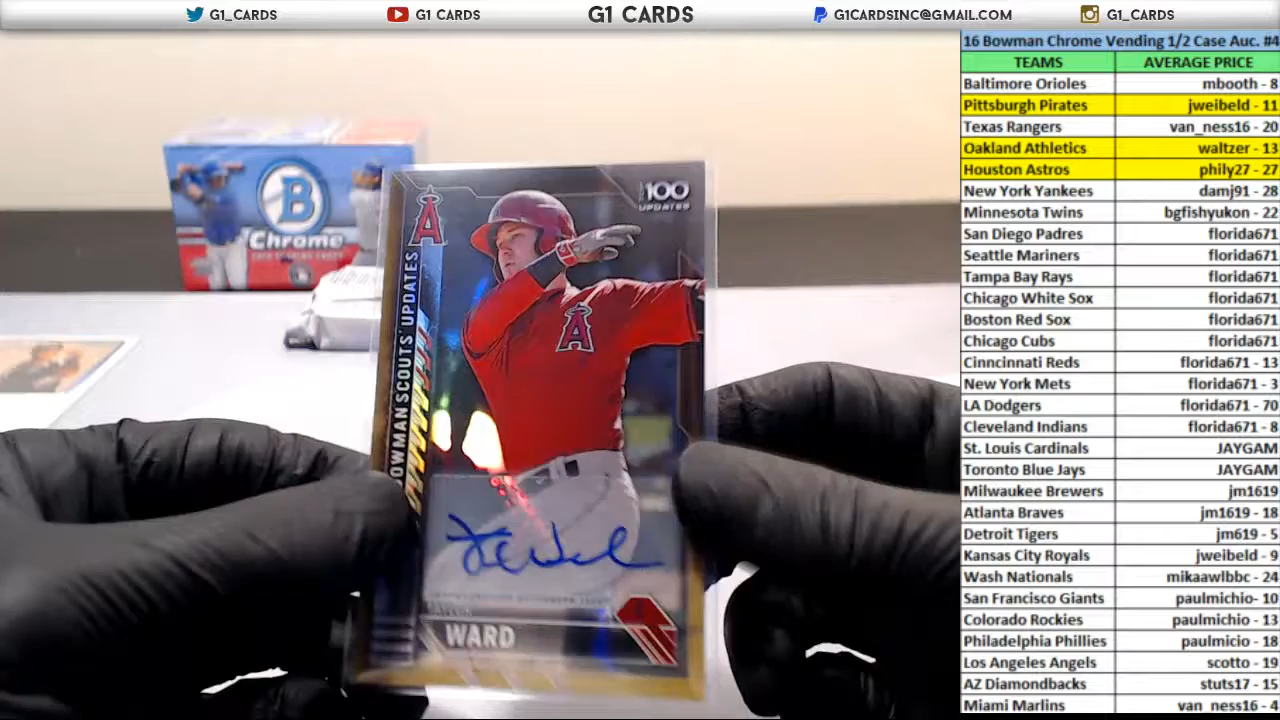 G1_CARDS
G1 CARDS
G1 CARDS
G1CARDSINC@GMAIL.COM
G1_CARDS
16 Bowman Chrome Vending 1/2 Case Auc. #4
TEAMS AVERAGE PRICE
Baltimore Orioles mbooth - 8
Pittsburgh Pirates jweibeld - 11
Texas Rangers van_ness16 - 20
Oakland Athletics waltzer - 13
Houston Astros phily27 - 27
New York Yankees damj91 - 28
Minnesota Twins bgfishyukon - 22
San Diego Padres florida671
Seattle Mariners florida671
Tampa Bay Rays florida671
Chicago White Sox florida671
Boston Red Sox florida671
Chicago Cubs florida671
Cinncinnati Reds florida671 - 13
New York Mets florida671 - 3
LA Dodgers florida671 - 70
Cleveland Indians florida671 - 8
St. Louis Cardinals JAYGAM
Toronto Blue Jays JAYGAM
Milwaukee Brewers jm1619
Atlanta Braves jm1619 - 18
Detroit Tigers jm619 - 5
Kansas City Royals jweibeld - 9
Wash Nationals mikaawlbbc - 24
San Francisco Giants paulmichio- 10
Colorado Rockies paulmichio - 13
Philadelphia Phillies paulmicio - 18
Los Angeles Angels scotto - 19
AZ Diamondbacks stuts17 - 15
Miami Marlins van_ness16 - 4
B
Chrome
A
100
UPDATES
BOWMAN SCOUTS' UPDATES
A
WARD